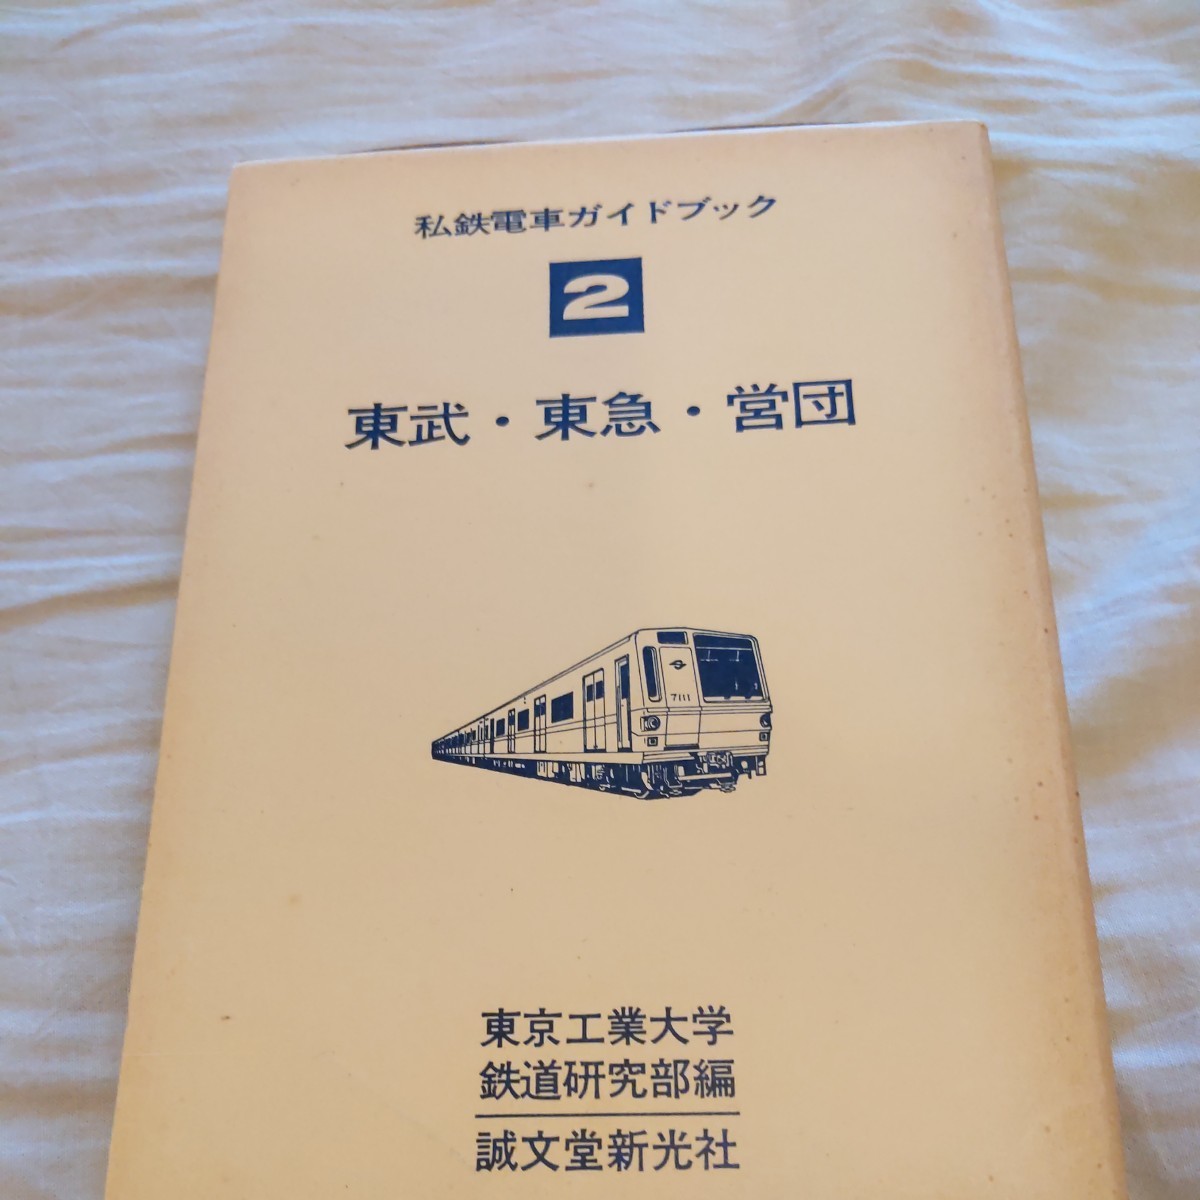 私鉄電車ガイドブック
2
東武・東急・営団
7111
東京工業大学
鉄道研究部編
誠文堂新光社